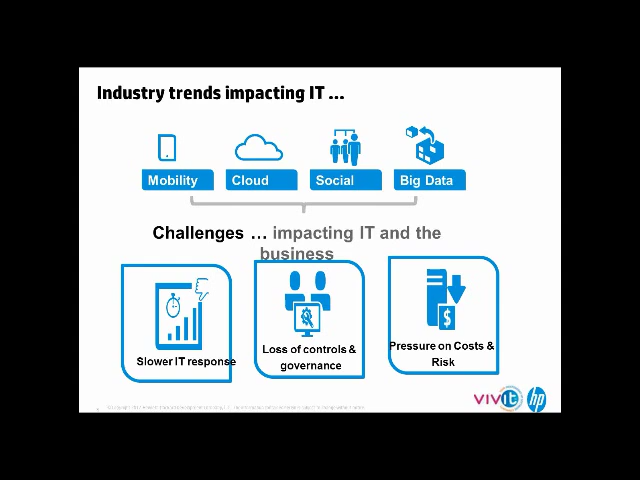 Industry trends impacting IT ...
Mobility Cloud Social Big Data
Challenges ... impacting IT and the
business
Slower IT response
Loss of controls &
governance
Pressure on Costs &
Risk
$
vivit hp